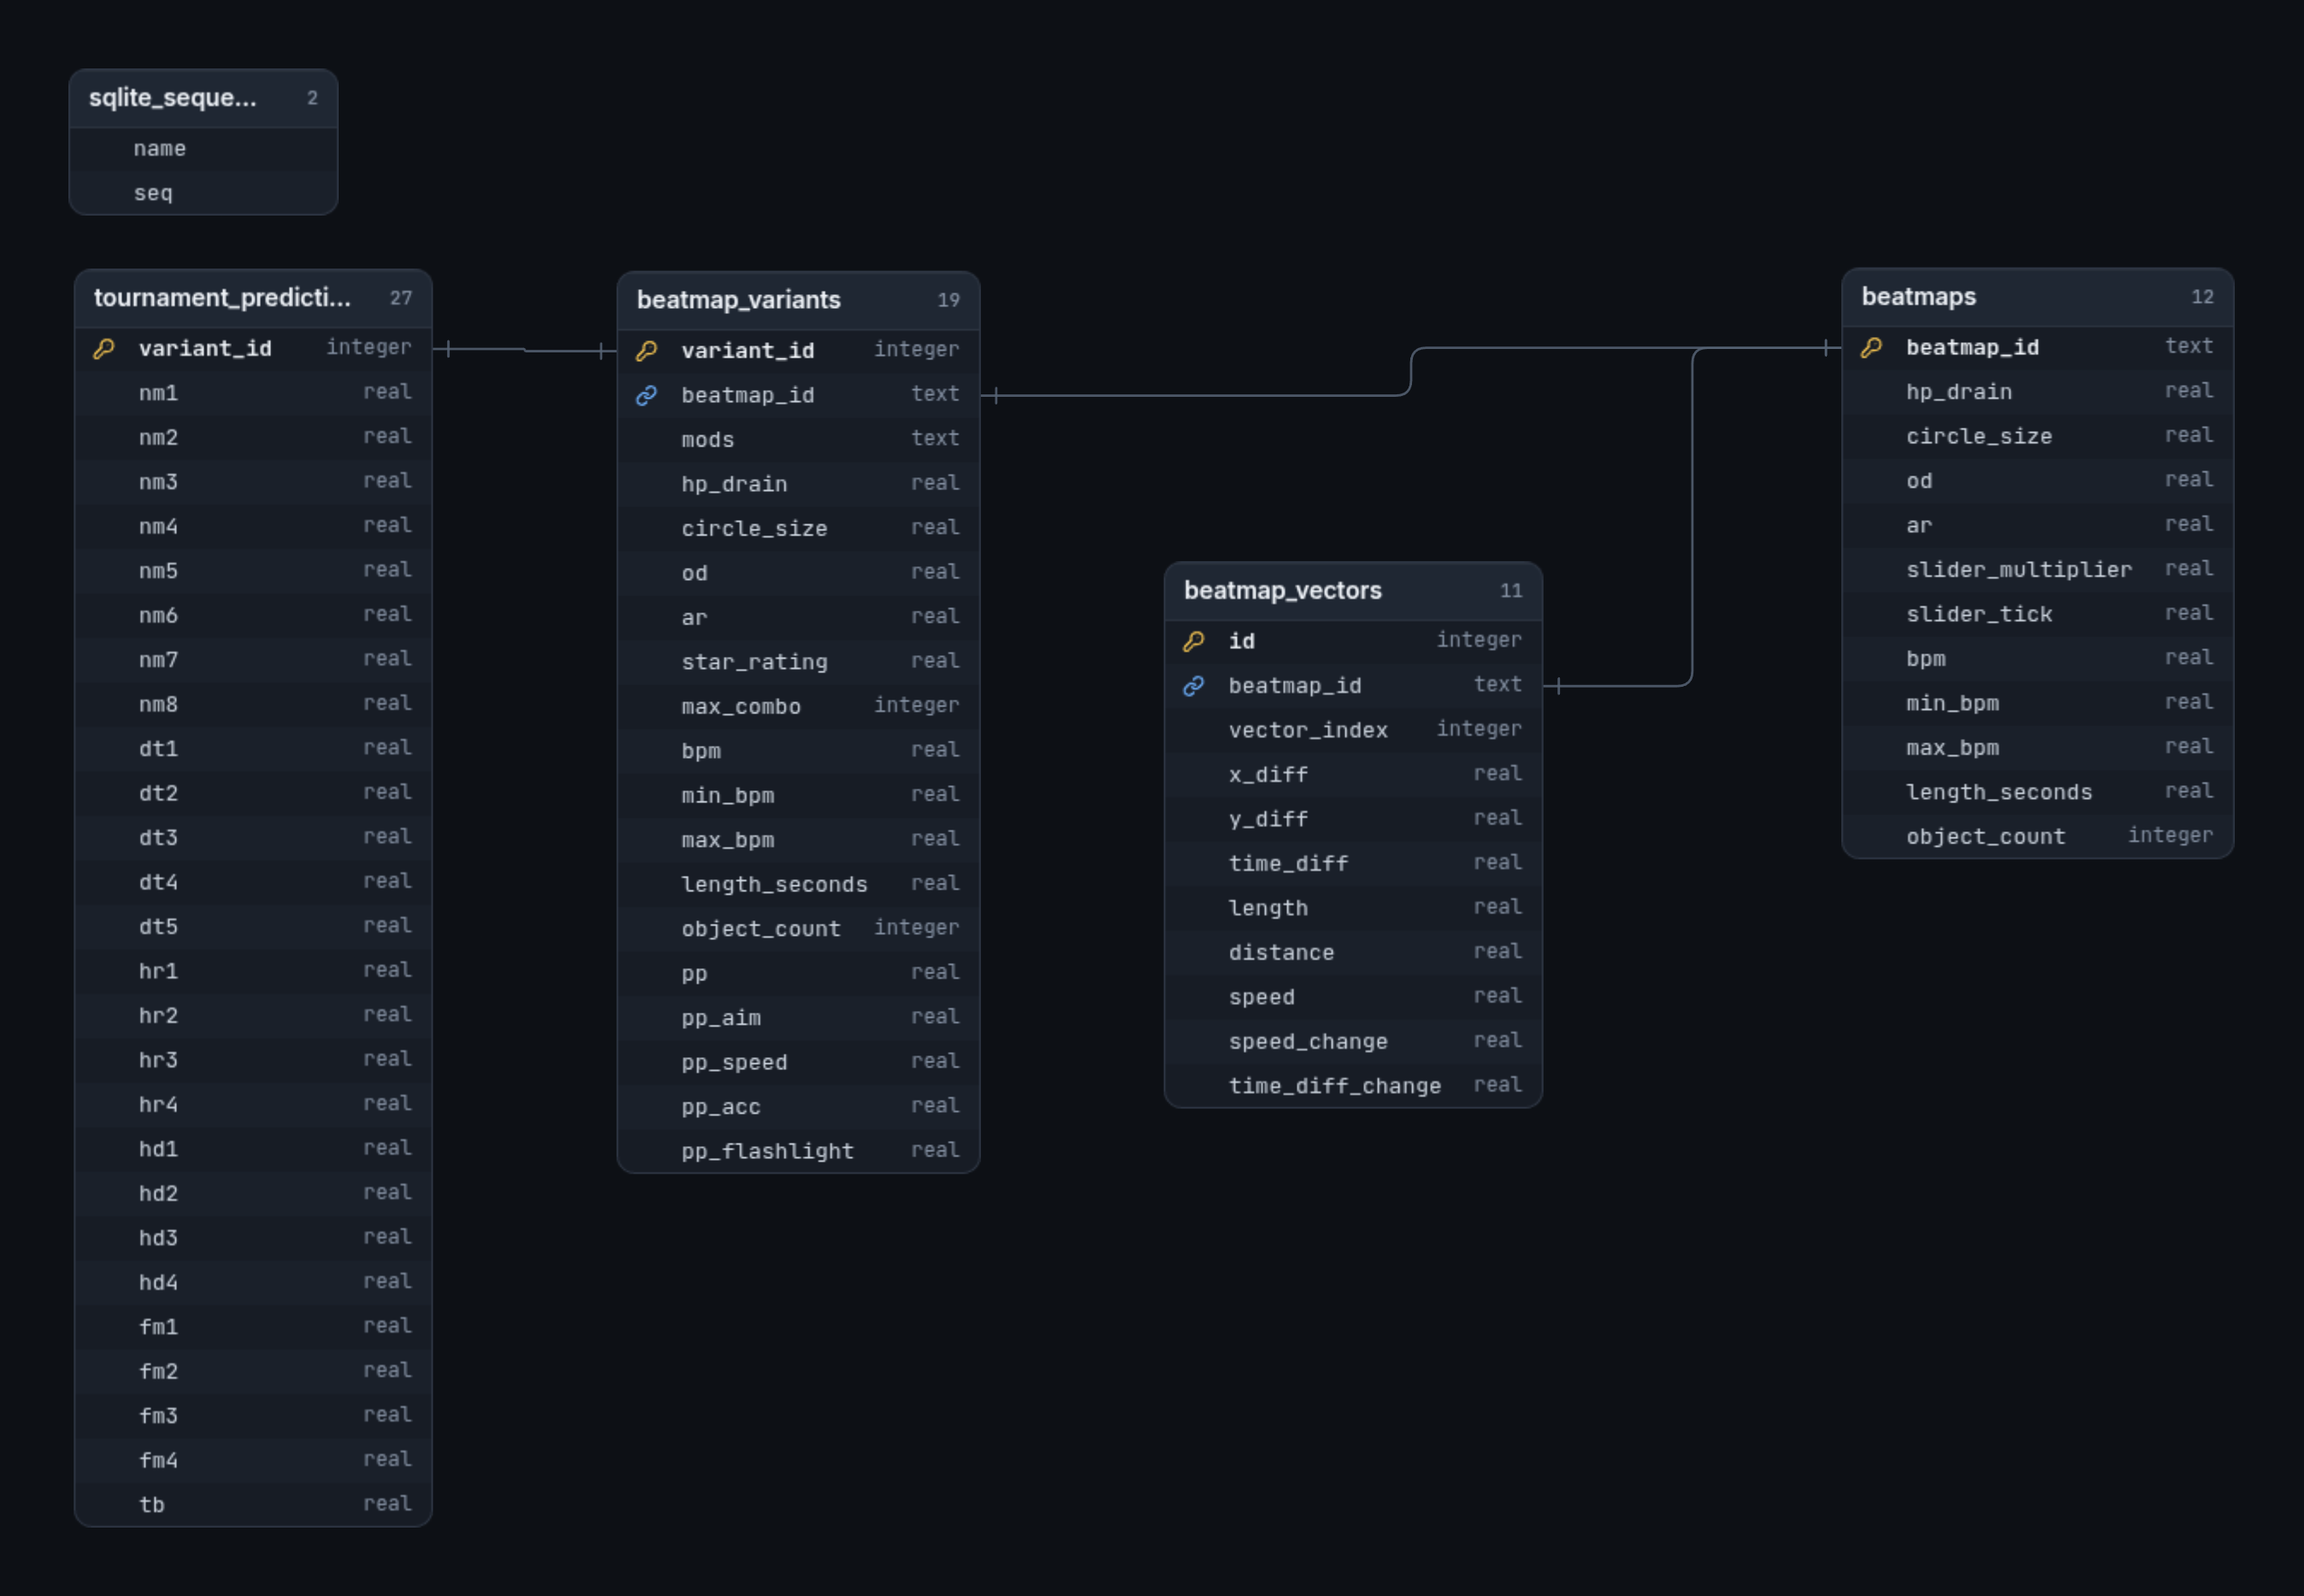 sqlite_seque... 2
name
seq
tournament_predicti... 27
variant_id integer
nm1 real
nm2 real
nm3 real
nm4 real
nm5 real
nm6 real
nm7 real
nm8 real
dt1 real
dt2 real
dt3 real
dt4 real
dt5 real
hr1 real
hr2 real
hr3 real
hr4 real
hd1 real
hd2 real
hd3 real
hd4 real
fm1 real
fm2 real
fm3 real
fm4 real
tb real
beatmap_variants 19
variant_id integer
beatmap_id text
mods text
hp_drain real
circle_size real
od real
ar real
star_rating real
max_combo integer
bpm real
min_bpm real
max_bpm real
length_seconds real
object_count integer
pp real
pp_aim real
pp_speed real
pp_acc real
pp_flashlight real
beatmap_vectors 11
id integer
beatmap_id text
vector_index integer
x_diff real
y_diff real
time_diff real
length real
distance real
speed real
speed_change real
time_diff_change real
beatmaps 12
beatmap_id text
hp_drain real
circle_size real
od real
ar real
slider_multiplier real
slider_tick real
bpm real
min_bpm real
max_bpm real
length_seconds real
object_count integer